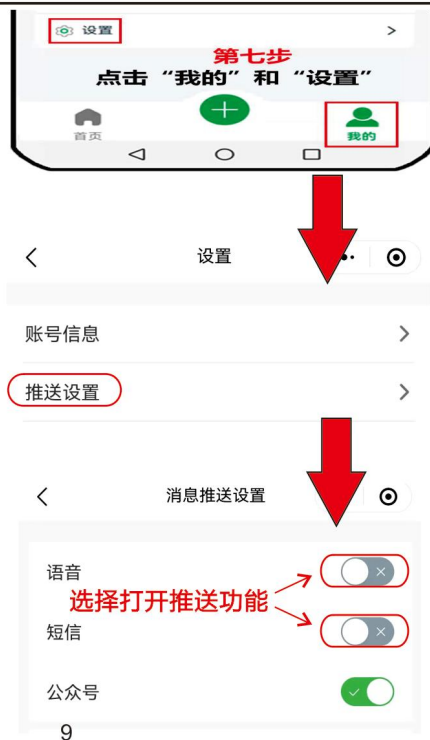 设置
第七步
点击“我的”和“设置”
首页
我的
设置
账号信息
推送设置
消息推送设置
语音
选择打开推送功能
短信
公众号
9